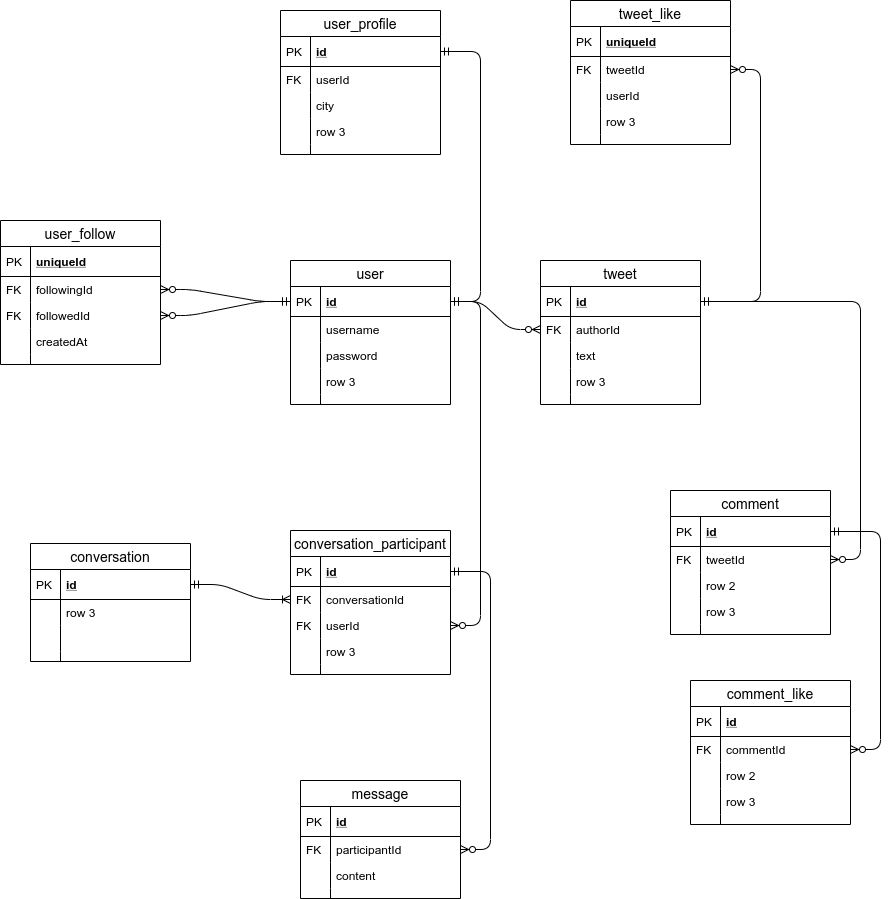 user_profile
PK id
FK userId
city
row 3
tweet_like
PK uniqueId
FK tweetId
userId
row 3
user_follow
PK uniqueId
FK followingId
FK followedId
createdAt
user
PK id
username
password
row 3
tweet
PK id
FK authorId
text
row 3
conversation
PK id
row 3
conversation_participant
PK id
FK conversationId
FK userId
row 3
comment
PK id
FK tweetId
row 2
row 3
comment_like
PK id
FK commentId
row 2
row 3
message
PK id
FK participantId
content